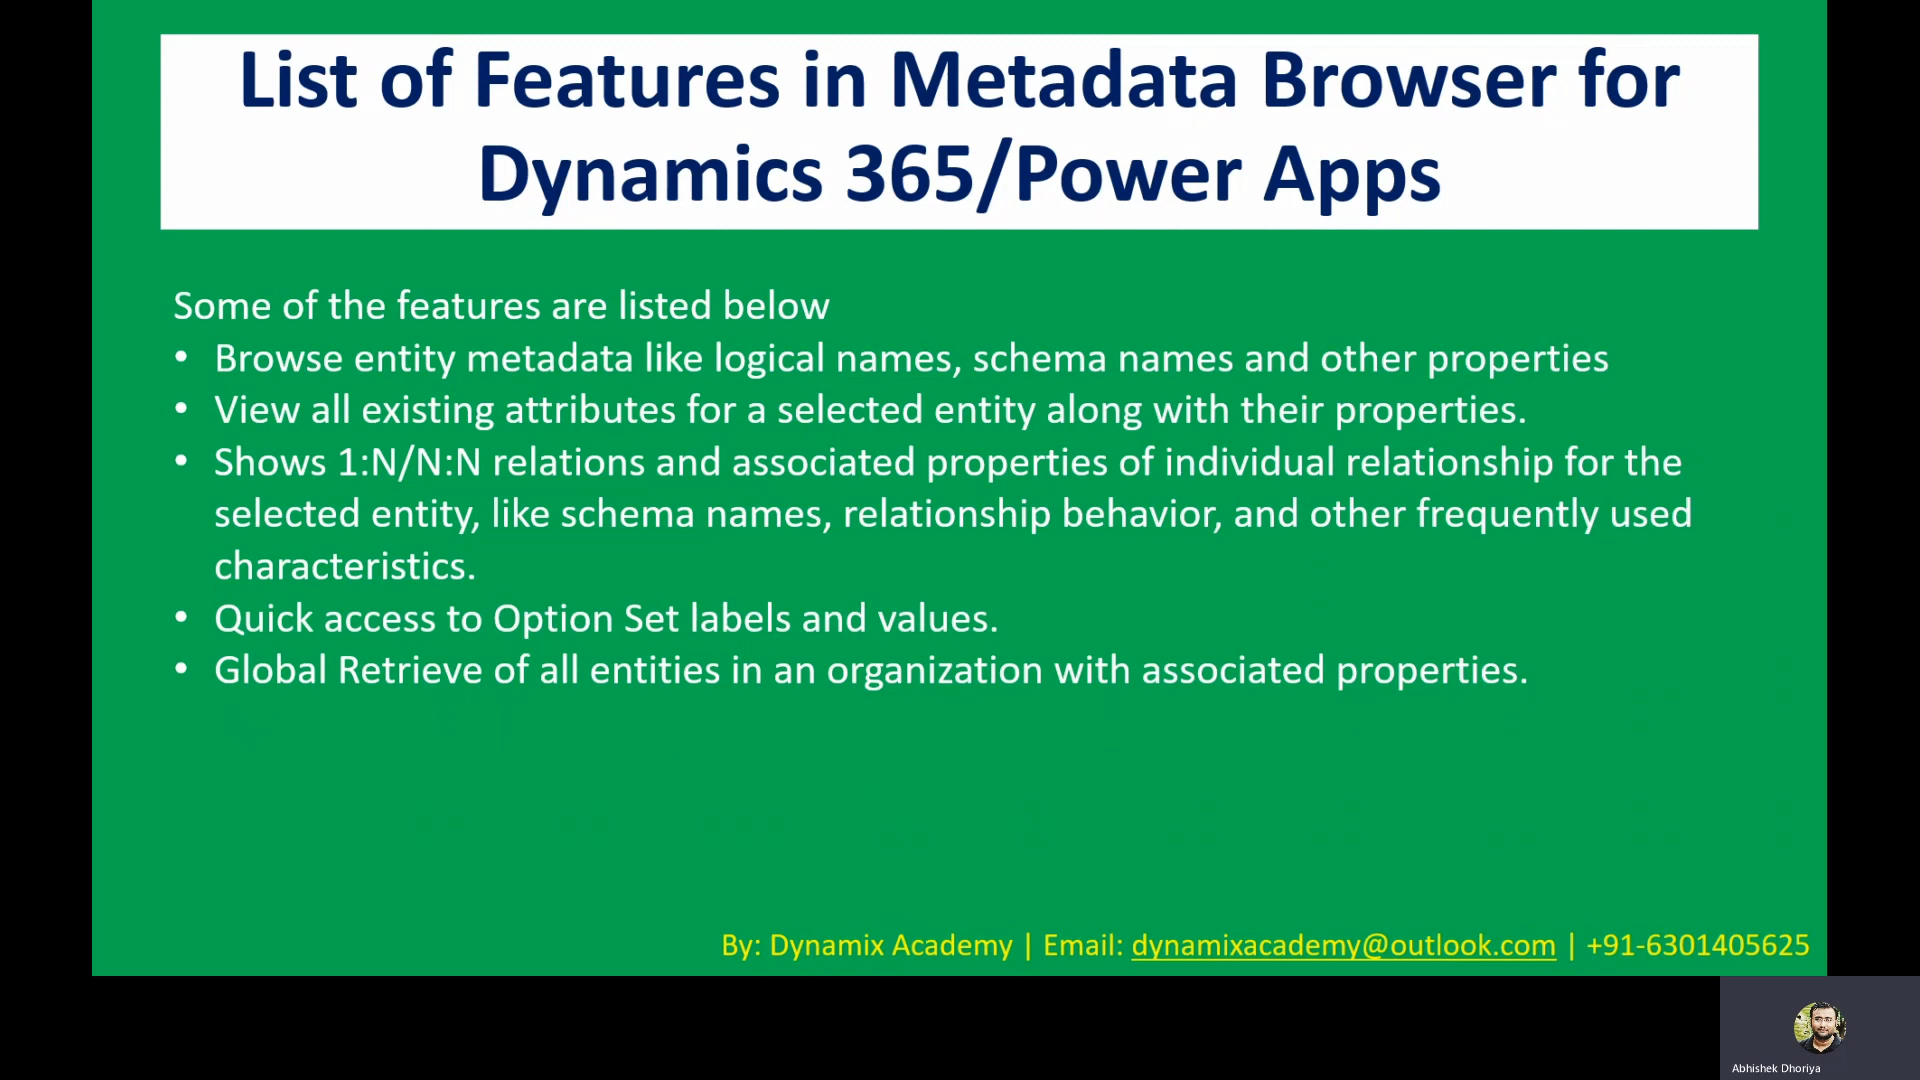 List of Features in Metadata Browser for
Dynamics 365/Power Apps
Some of the features are listed below
• Browse entity metadata like logical names, schema names and other properties
• View all existing attributes for a selected entity along with their properties.
• Shows 1:N/N:N relations and associated properties of individual relationship for the
selected entity, like schema names, relationship behavior, and other frequently used
characteristics.
• Quick access to Option Set labels and values.
• Global Retrieve of all entities in an organization with associated properties.
By: Dynamix Academy | Email: dynamixacademy@outlook.com | +91-6301405625
Abhishek Dhoriya